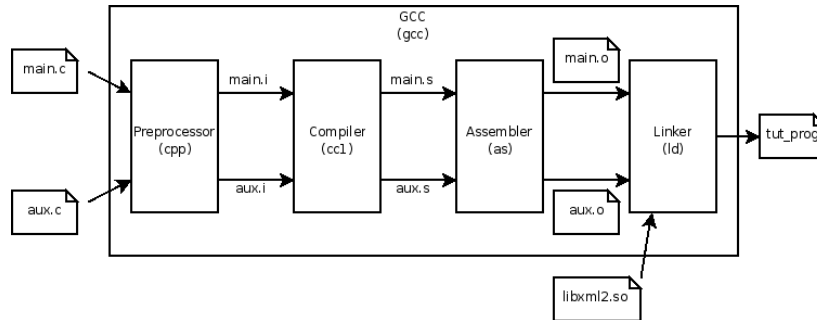 GCC
(gcc)
main.c
main.i
main.s
main.o
Preprocessor
(cpp)
Compiler
(cc1)
Assembler
(as)
Linker
(ld)
tut_prog
aux.c
aux.i
aux.s
aux.o
libxml2.so